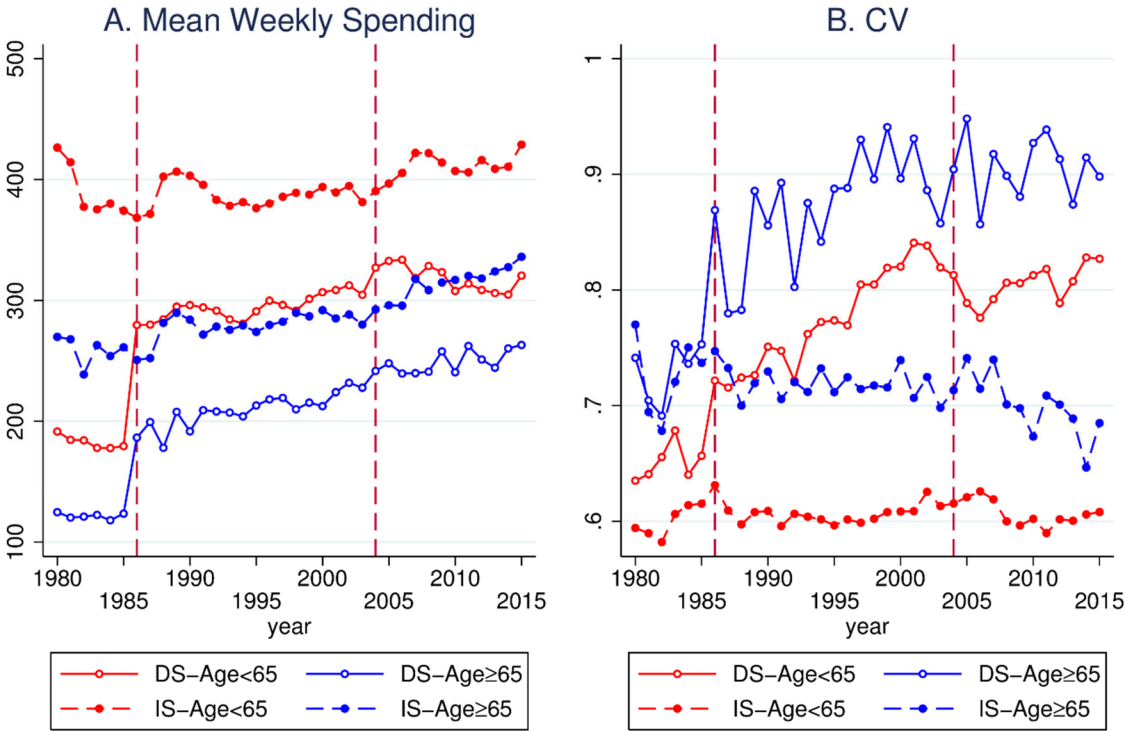 A. Mean Weekly Spending
500
400
300
200
100
1980
1990
2000
2010
1985
1995
2005
2015
year
DS−Age<65
DS−Age≥65
IS−Age<65
IS−Age≥65
B. CV
1
.9
.8
.7
.6
1980
1990
2000
2010
1985
1995
2005
2015
year
DS−Age<65
DS−Age≥65
IS−Age<65
IS−Age≥65